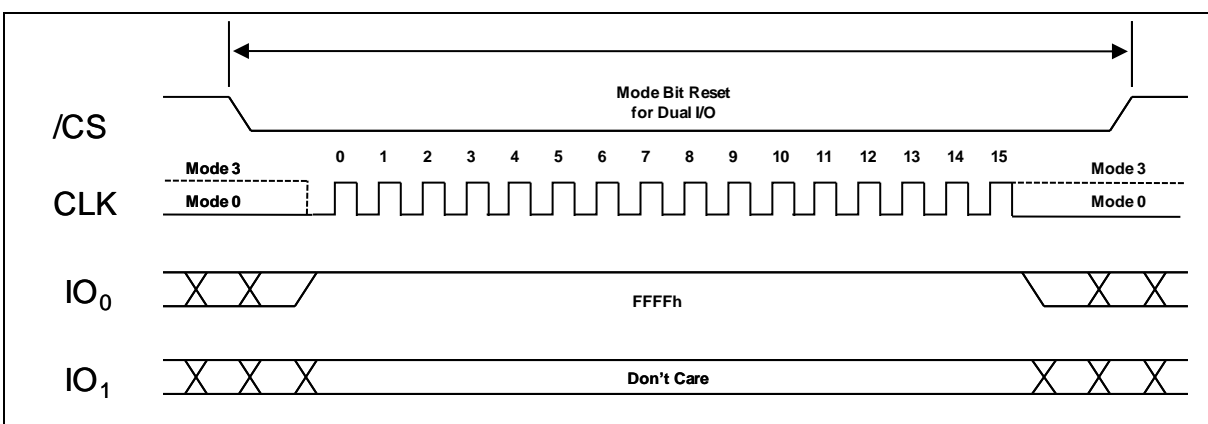 Mode Bit Reset
for Dual I/O
/CS
0 1 2 3 4 5 6 7 8 9 10 11 12 13 14 15
Mode 3
Mode 3
CLK
Mode 0
Mode 0
IO0
FFFFh
IO1
Don't Care